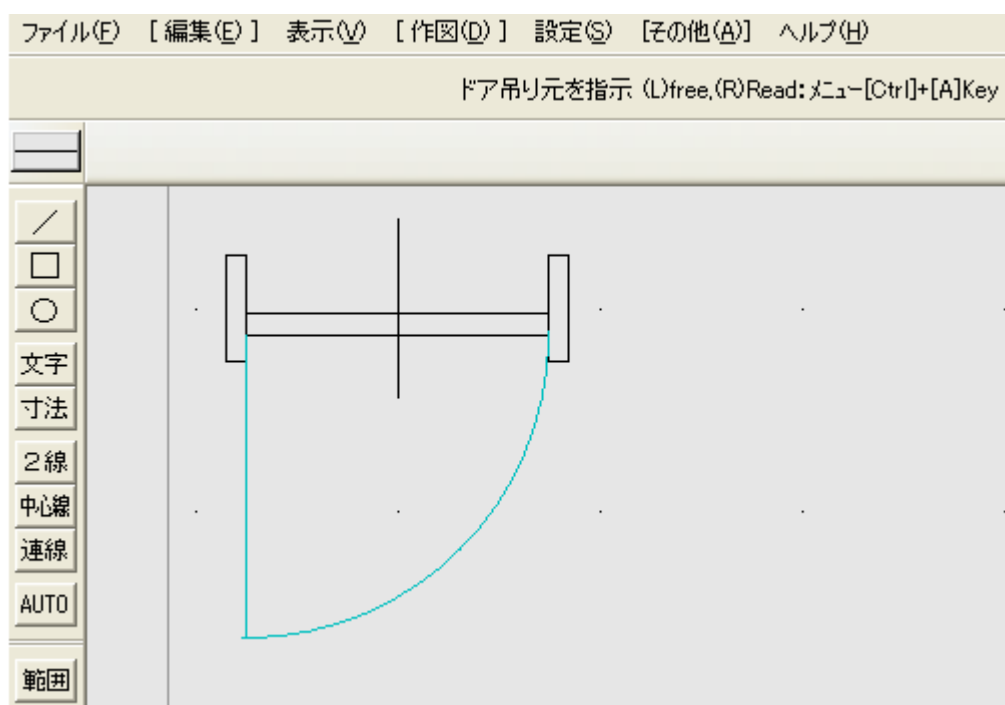 ファイル(F) [ 編集(E) ] 表示(V) [ 作図(D) ] 設定(S) [その他(A)] ヘルプ(H)
ドア吊り元を指示 (L)free,(R)Read:メニュー[Ctrl]+[A]Key
文字
寸法
2線
中心線
連線
AUTO
範囲